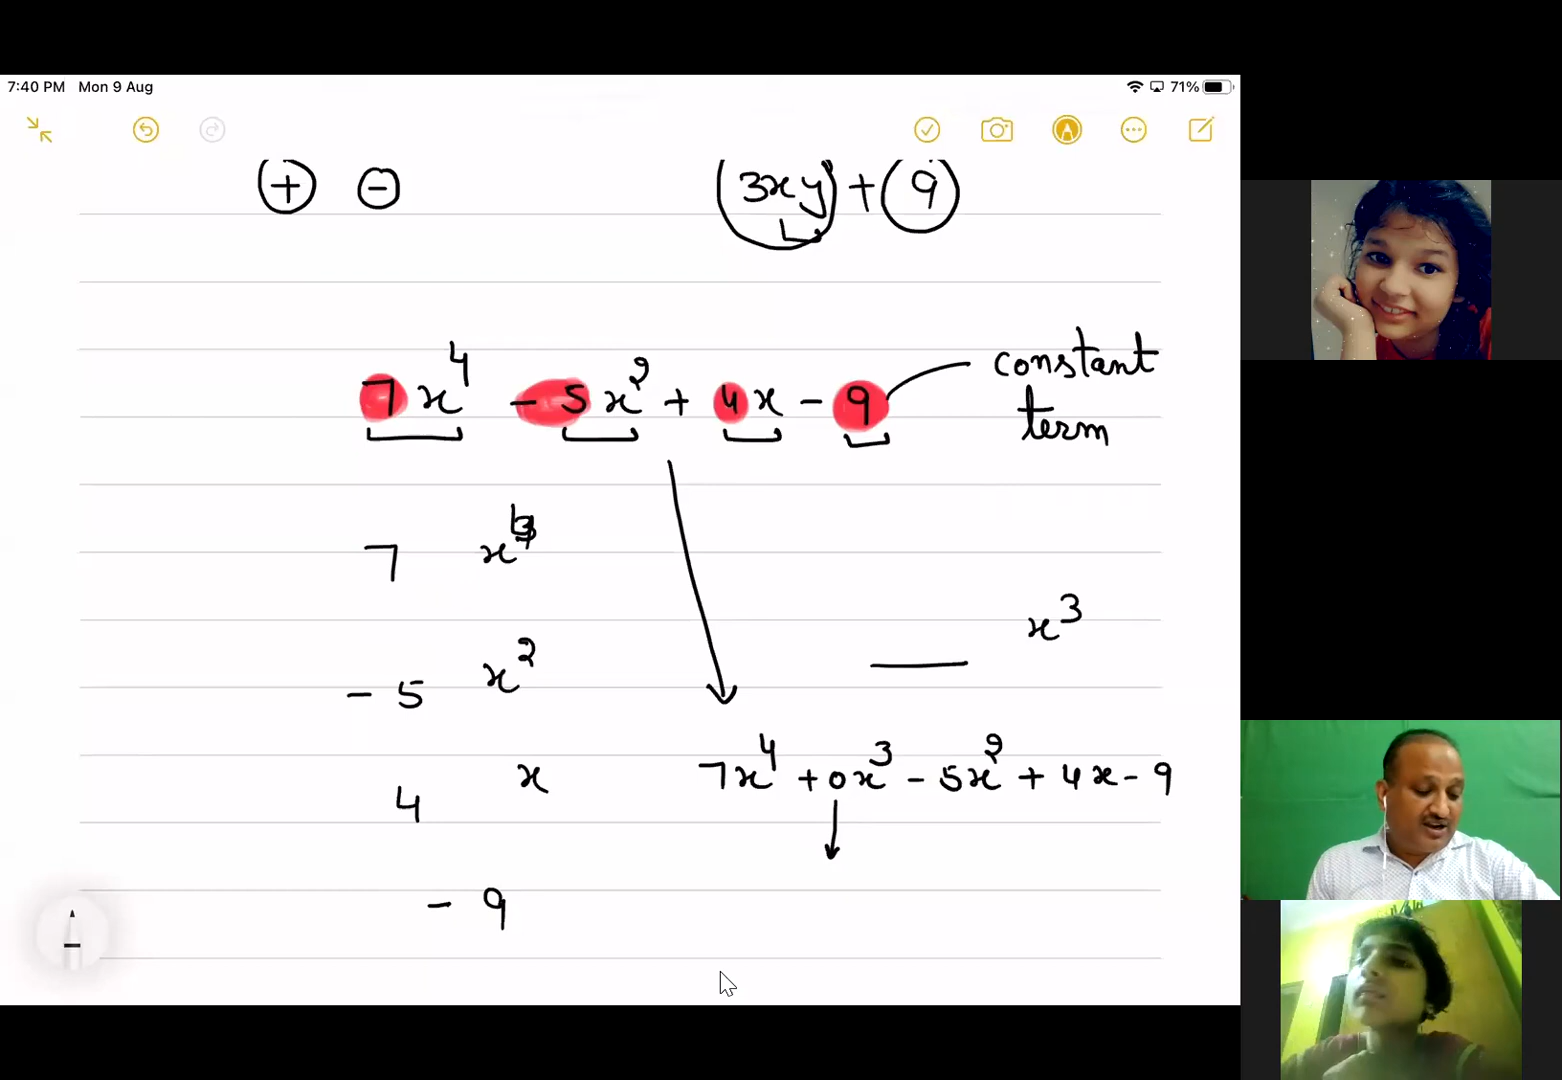 7:40 PM Mon 9 Aug 71%
+ - 3xy + 9
7x⁴ - 5x² + 4x - 9 constant
term
7 x
x³
- 5 x²
7x⁴ + 0x³ - 5x² + 4x - 9
4 x
- 9